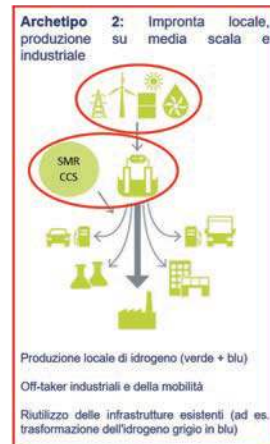 Archetipo 2: Impronta locale,
produzione su media scala e
industriale
SMR
CCS
Produzione locale di idrogeno (verde + blu)
Off-taker industriali e della mobilità
Riutilizzo delle infrastrutture esistenti (ad es.
trasformazione dell'idrogeno grigio in blu)